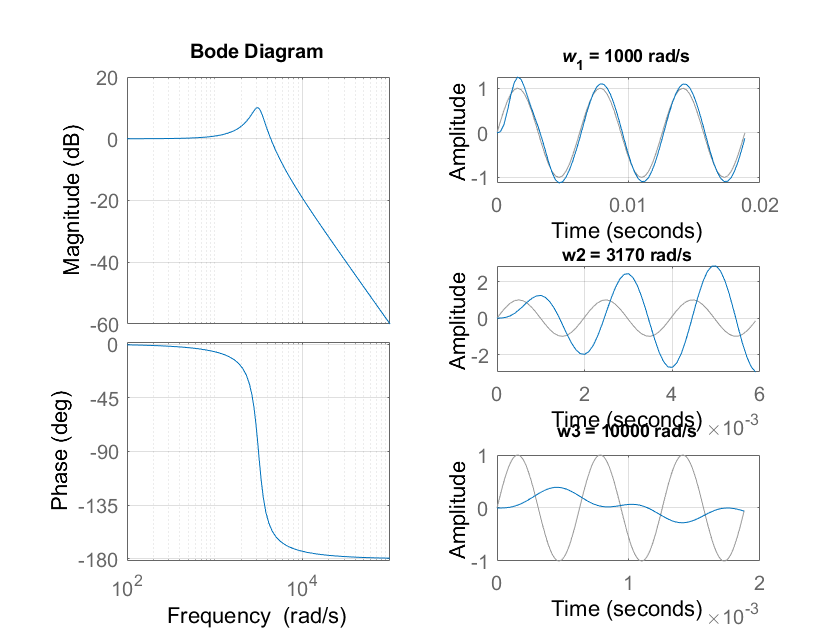 Bode Diagram
20
0
-20
-40
-60
Magnitude (dB)
0
-45
-90
-135
-180
Phase (deg)
10^2
10^4
Frequency (rad/s)
w_1 = 1000 rad/s
1
0
-1
Amplitude
0
0.01
0.02
Time (seconds)
w2 = 3170 rad/s
2
0
-2
Amplitude
0
2
4
6
×10^-3
Time (seconds)
w3 = 10000 rad/s
1
0
-1
Amplitude
0
1
2
×10^-3
Time (seconds)